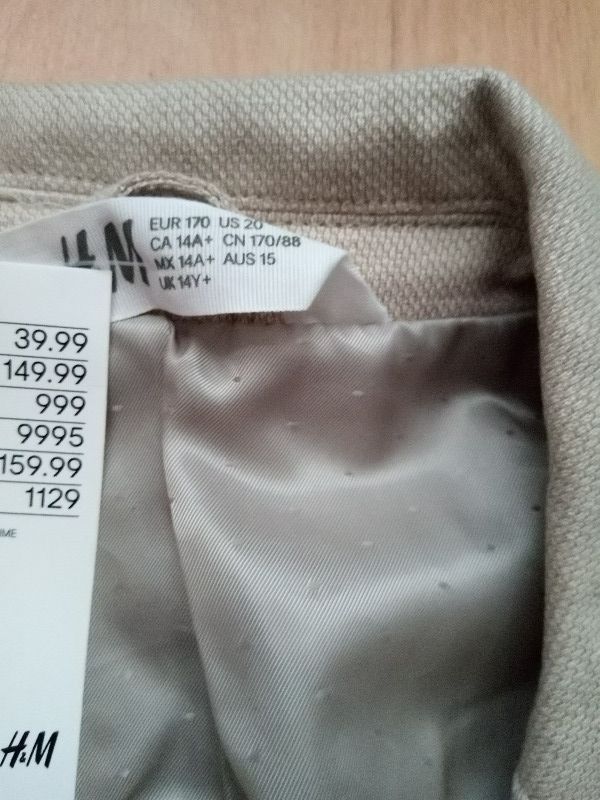 H&M
EUR 170 US 20
CA 14A+ CN 170/88
MX 14A+ AUS 15
UK 14Y+
39.99
149.99
999
9995
159.99
1129
H&M